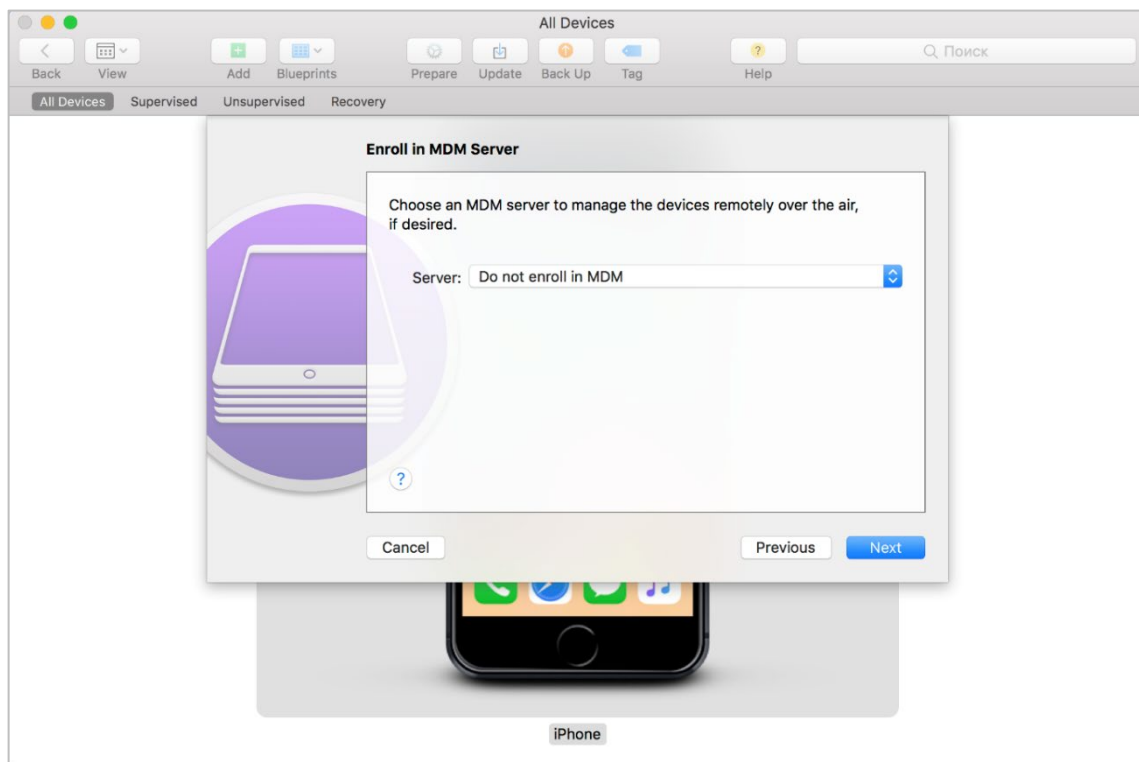 All Devices
Поиск
Back View Add Blueprints Prepare Update Back Up Tag Help
All Devices Supervised Unsupervised Recovery
Enroll in MDM Server
Choose an MDM server to manage the devices remotely over the air,
if desired.
Server: Do not enroll in MDM
?
Cancel Previous Next
iPhone